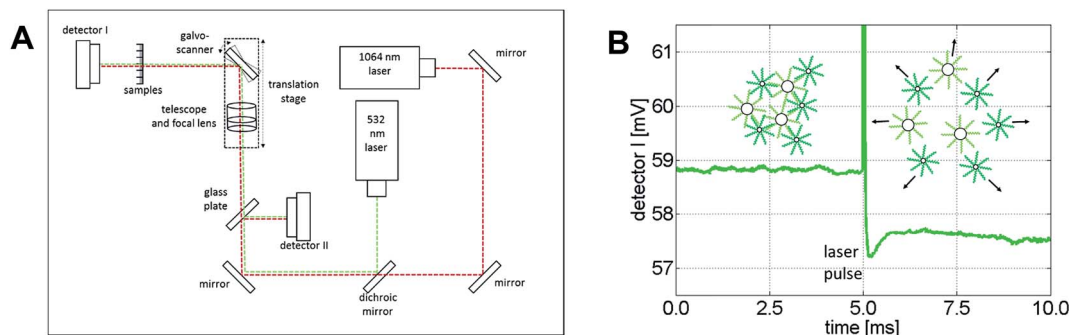 A
detector I
samples
galvo-
scanner
telescope
and focal lens
translation
stage
1064 nm
laser
532
nm
laser
mirror
glass
plate
detector II
mirror
dichroic
mirror
mirror
B
detector I [mV]
61
60
59
58
57
laser
pulse
0
2.5
5.0
7.5
10.0
time [ms]